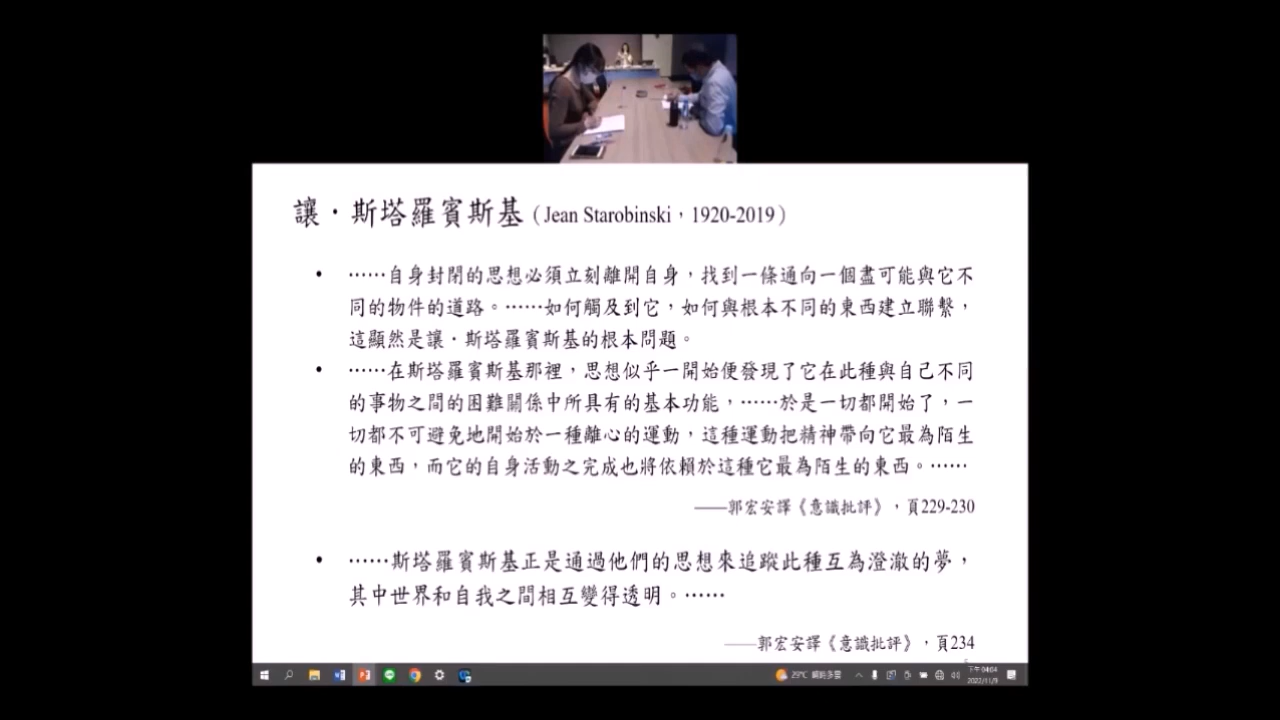 讓．斯塔羅賓斯基（Jean Starobinski，1920-2019）
• ……自身封閉的思想必須立刻離開自身，找到一條通向一個盡可能與它不
同的物件的道路。……如何觸及到它，如何與根本不同的東西建立聯繫，
這顯然是讓．斯塔羅賓斯基的根本問題。
• ……在斯塔羅賓斯基那裡，思想似乎一開始便發現了它在此種與自己不同
的事物之間的困難關係中所具有的基本功能，……於是一切都開始了，一
切都不可避免地開始於一種離心的運動，這種運動把精神帶向它最為陌生
的東西，而它的自身活動之完成也將依賴於這種它最為陌生的東西。……
——郭宏安譯《意識批評》，頁229-230
• ……斯塔羅賓斯基正是通過他們的思想來追蹤此種互為澄澈的夢，
其中世界和自我之間相互變得透明。……
——郭宏安譯《意識批評》，頁234
29°C
下午 04:04
2022/11/9